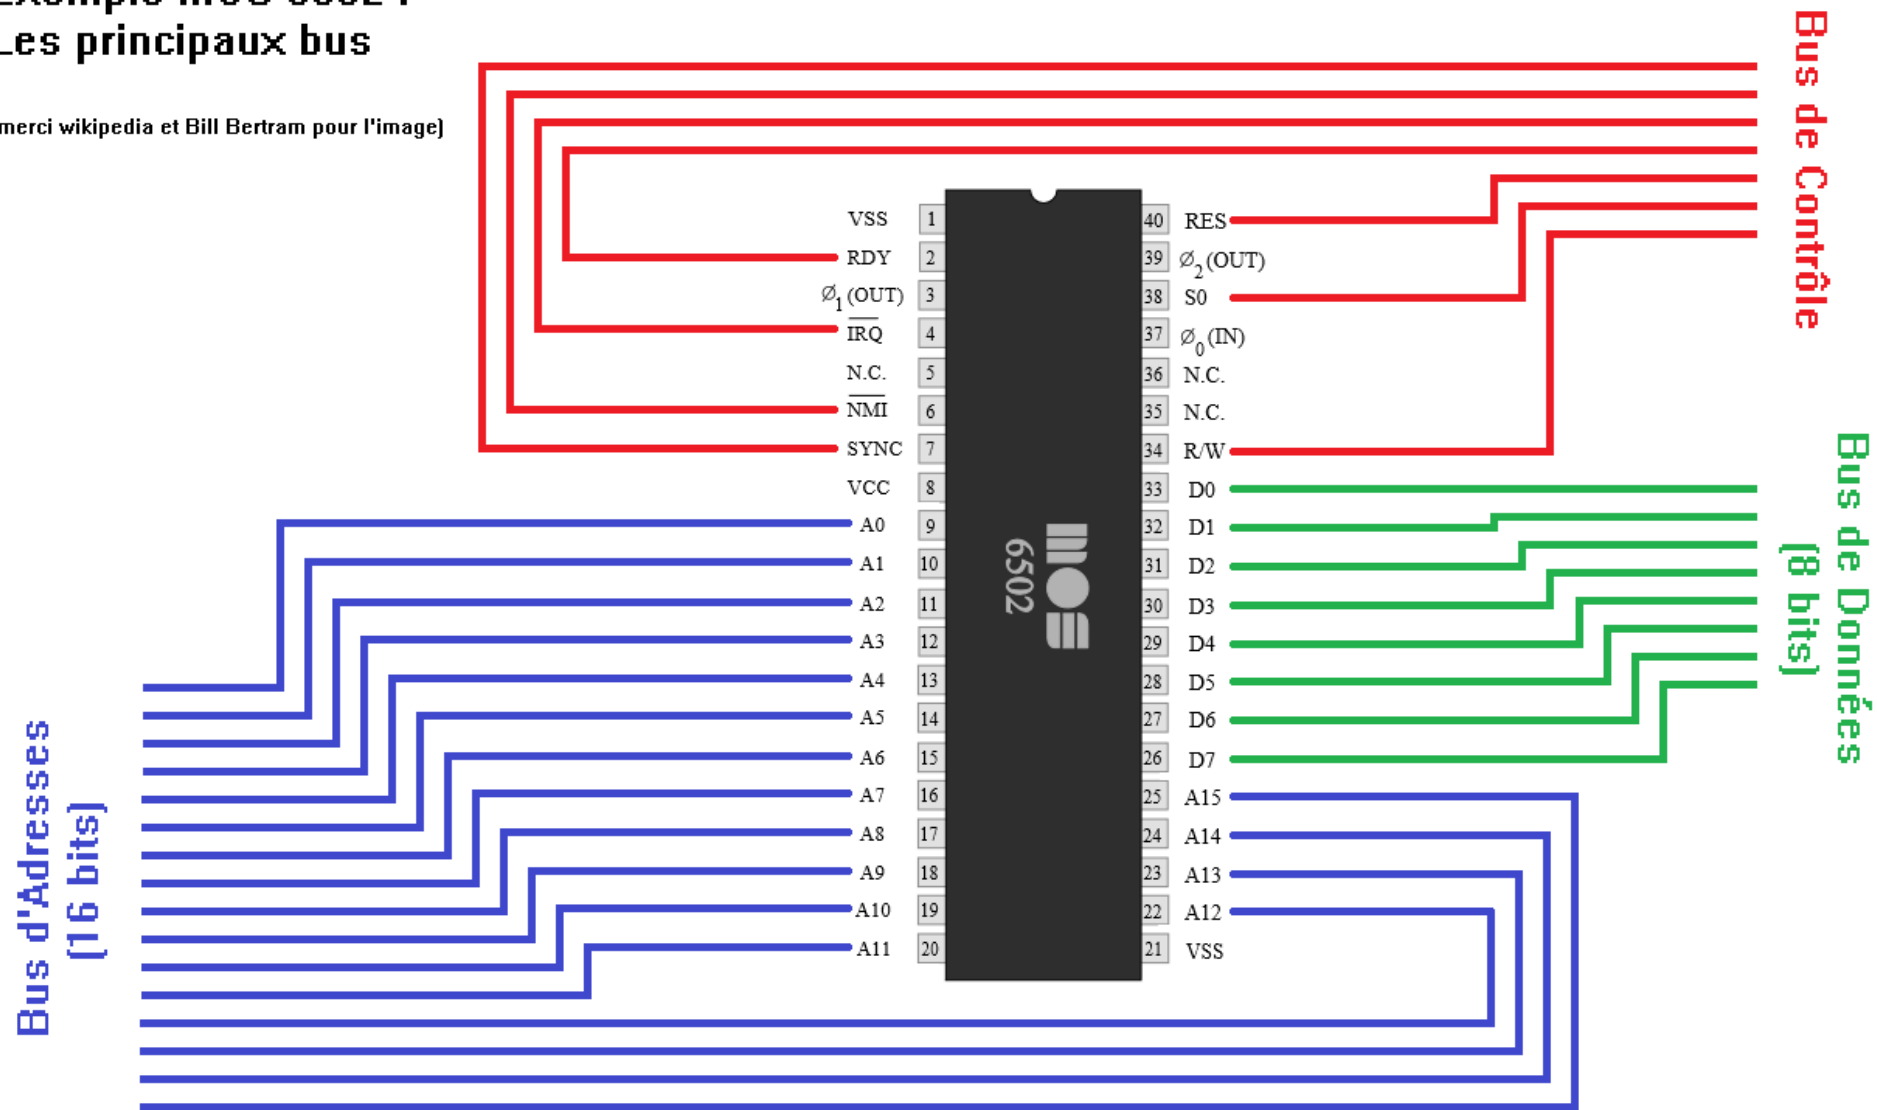 Les principaux bus
merci wikipedia et Bill Bertram pour l'image)
Bus de Contrôle
VSS 1
RDY 2
Ø1 (OUT) 3
IRQ 4
N.C. 5
NMI 6
SYNC 7
VCC 8
A0 9
A1 10
A2 11
A3 12
A4 13
A5 14
A6 15
A7 16
A8 17
A9 18
A10 19
A11 20
mos
6502
40 RES
39 Ø2 (OUT)
38 S0
37 Ø0 (IN)
36 N.C.
35 N.C.
34 R/W
33 D0
32 D1
31 D2
30 D3
29 D4
28 D5
27 D6
26 D7
25 A15
24 A14
23 A13
22 A12
21 VSS
Bus de Données
(8 bits)
Bus d'Adresses
(16 bits)